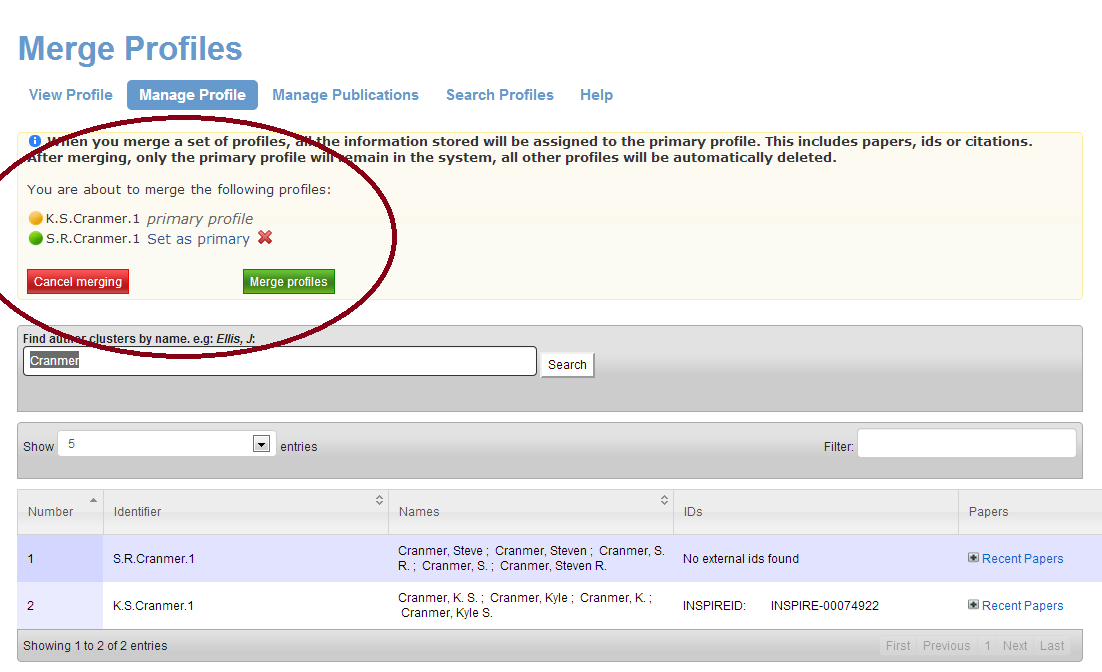 Merge Profiles
View Profile Manage Profile Manage Publications Search Profiles Help
When you merge a set of profiles, all the information stored will be assigned to the primary profile. This includes papers, ids or citations.
After merging, only the primary profile will remain in the system, all other profiles will be automatically deleted.
You are about to merge the following profiles:
K.S.Cranmer.1 primary profile
S.R.Cranmer.1 Set as primary
Cancel merging Merge profiles
Find author clusters by name. e.g: Ellis, J:
Cranmer Search
Show 5 entries Filter:
Number Identifier Names IDs Papers
1 S.R.Cranmer.1 Cranmer, Steve ; Cranmer, Steven ; Cranmer, S. No external ids found Recent Papers
R. ; Cranmer, S. ; Cranmer, Steven R.
2 K.S.Cranmer.1 Cranmer, K. S. ; Cranmer, Kyle ; Cranmer, K. ; INSPIREID: INSPIRE-00074922 Recent Papers
Cranmer, Kyle S.
Showing 1 to 2 of 2 entries First Previous 1 Next Last